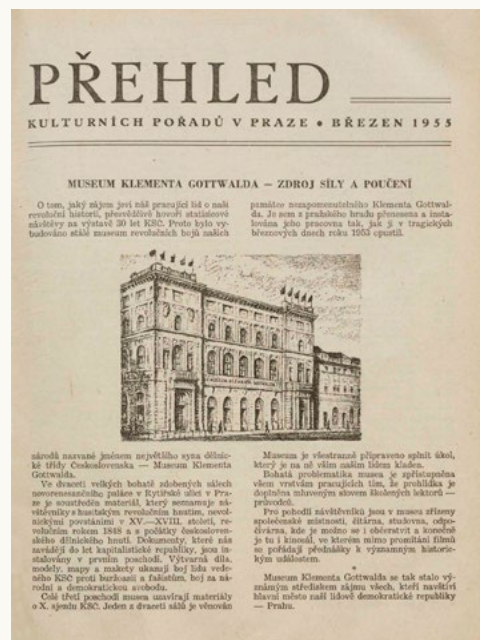 PŘEHLED
KULTURNÍCH POŘADŮ V PRAZE • BŘEZEN 1955
MUSEUM KLEMENTA GOTTWALDA — ZDROJ SÍLY A POUČENÍ
O tom, jaký zájem jeví náš pracující lid o naši
revoluční historii, přesvědčivě hovoří statisícové
návštěvy na výstavě 30 let KSČ. Proto bylo vy-
budováno stálé museum revolučních bojů našich
památce nezapomenutelného Klementa Gottwal-
da. Je sem z pražského hradu přenesena a insta-
lována jeho pracovna tak, jak ji v tragických
březnových dnech roku 1953 opustil.
MUSEUM KLEMENTA GOTTWALDA
národů nazvané jménem největšího syna dělnic-
ké třídy Československa — Museum Klementa
Gottwalda.
Ve dvaceti velkých bohatě zdobených sálech
novorenesančního paláce v Rytířské ulici v Pra-
ze je soustředěn materiál, který seznamuje ná-
vštěvníky s husitským revolučním hnutím, nevol-
nickými povstáními v XV.—XVIII. století, re-
volučním rokem 1848 a s počátky českosloven-
ského dělnického hnutí. Dokumenty, které nás
zavádějí do let kapitalistické republiky, jsou in-
stalovány v prvním poschodí. Výtvarná díla,
modely, mapy a makety ukazují boj lidu vede-
ného KSČ proti buržoasii a fašistům, boj za ná-
rodní a demokratickou svobodu.
Celé třetí poschodí musea uzavírají materiály
o X. sjezdu KSČ. Jeden z dvaceti sálů je věnován
Museum je všestranně připraveno splnit úkol,
který je na ně vším naším lidem kladen.
Bohatá problematika musea je zpřístupněna
všem vrstvám pracujících tím, že prohlídka je
doplněna mluveným slovem školených lektorů —
průvodců.
Pro pohodlí návštěvníků jsou v museu zřízeny
společenské místnosti, čítárna, studovna, odpo-
čívárna, kde je možno se i občerstvit a konečně
je tu i kinosál, ve kterém mimo promítání filmů
se pořádají přednášky k významným historic-
kým událostem.
Museum Klementa Gottwalda se tak stalo vý-
známým střediskem zájmu všech, kteří navštíví
hlavní město naší lidově demokratické republiky
— Prahu.